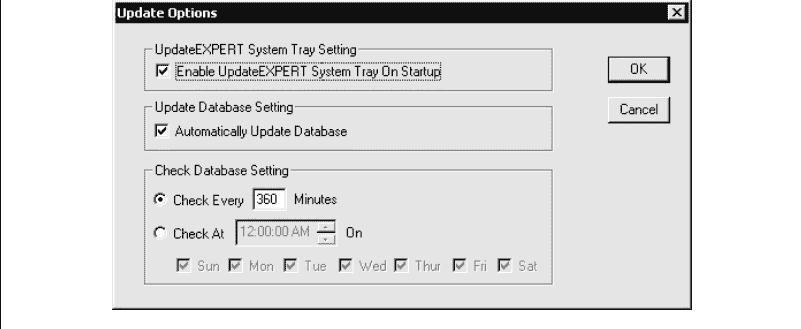 Update Options
UpdateEXPERT System Tray Setting
Enable UpdateEXPERT System Tray On Startup
OK
Update Database Setting
Cancel
Automatically Update Database
Check Database Setting
Check Every 360 Minutes
Check At 12:00:00 AM On
Sun Mon Tue Wed Thur Fri Sat